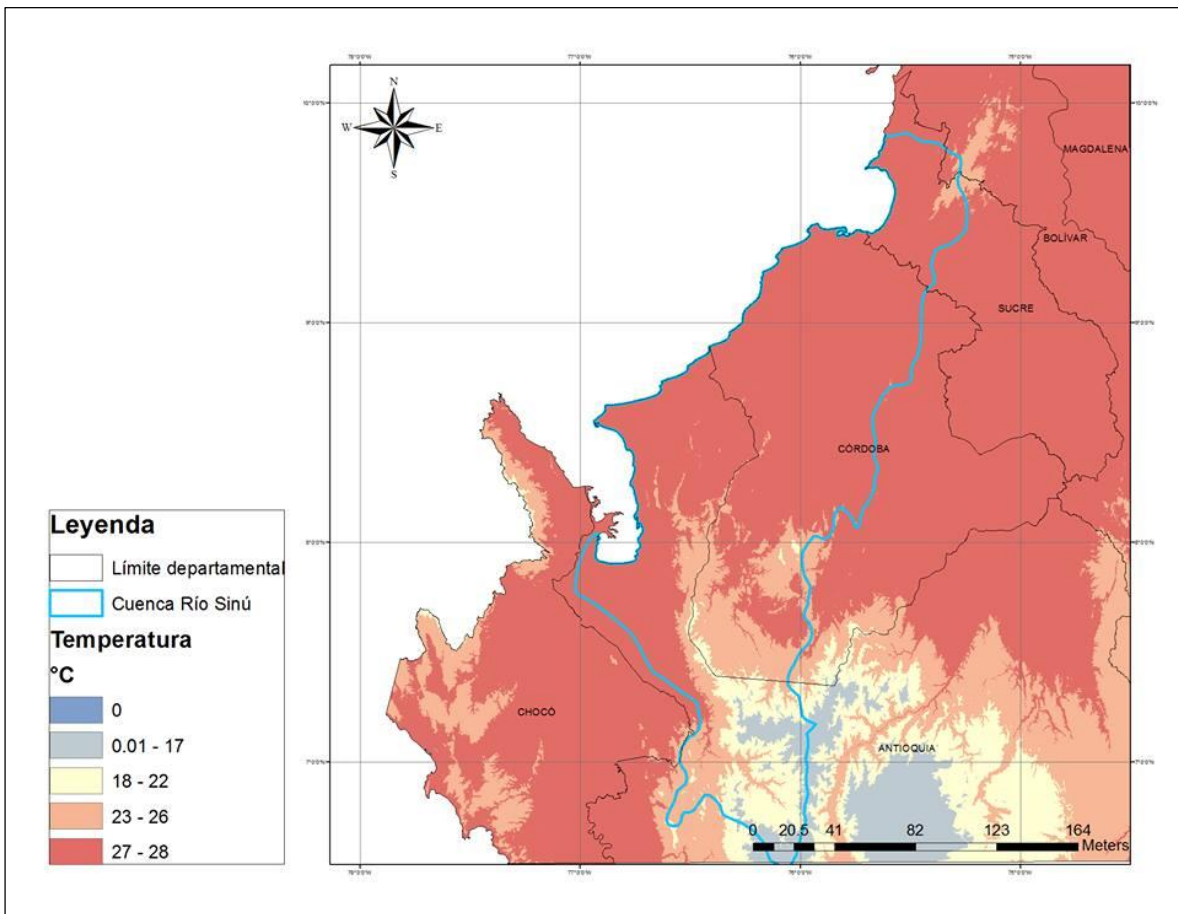 N
W E
S
MAGDALENA
BOLÍVAR
SUCRE
CÓRDOBA
CHOCÓ
ANTIOQUIA
0 20.5 41 82 123 164
Meters
Leyenda
Límite departamental
Cuenca Río Sinú
Temperatura
°C
0
0.01 - 17
18 - 22
23 - 26
27 - 28